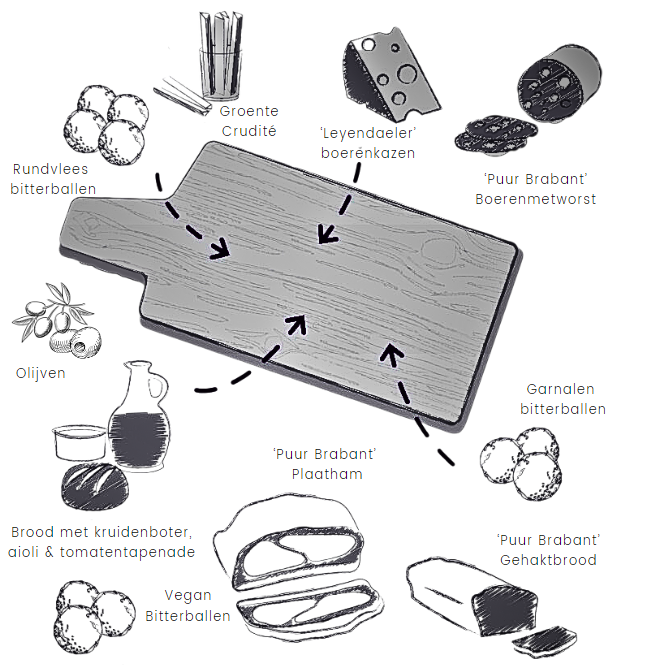 Groente
Crudité
'Leyendaeler'
boerénkazen
Rundvlees
bitterballen
'Puur Brabant'
Boerenmetworst
Olijven
Garnalen
bitterballen
'Puur Brabant'
Plaatham
Brood met kruidenboter,
aioli & tomatentapenade
'Puur Brabant'
Gehaktbrood
Vegan
Bitterballen